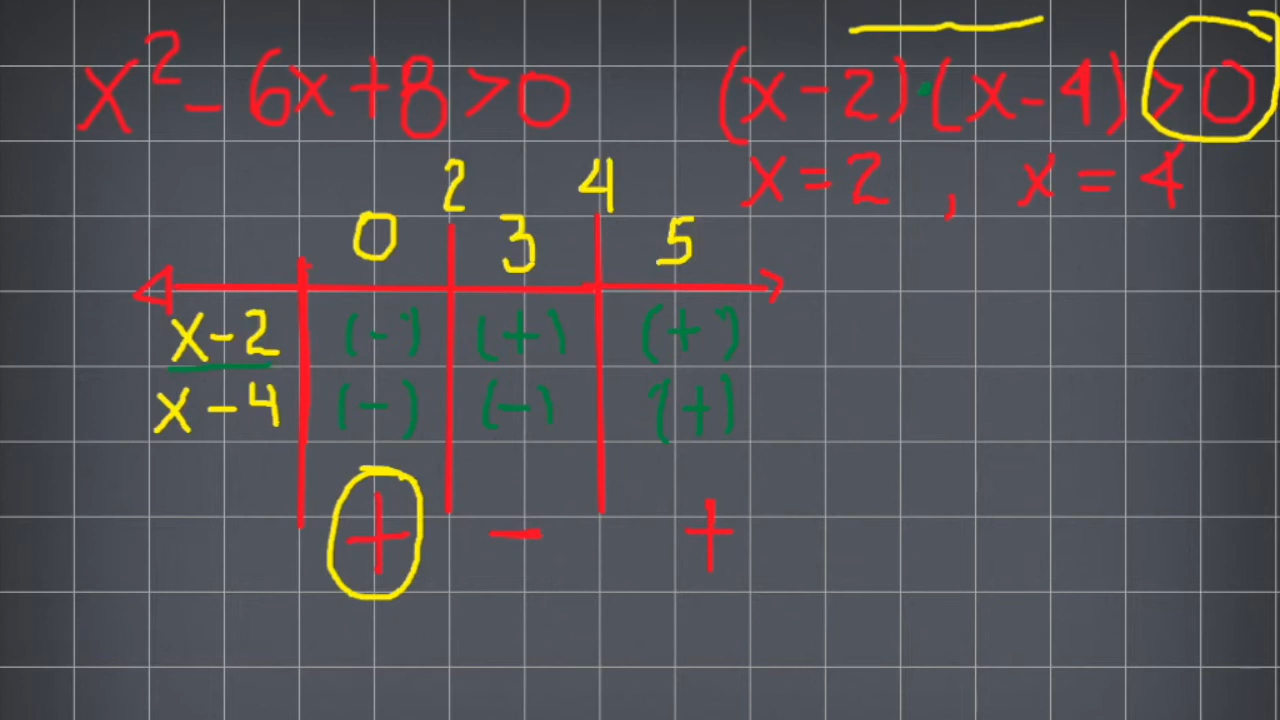 x² - 6x + 8 > 0
(x - 2) · (x - 4) > 0
x = 2 , x = 4
2 4
0 3 5
x - 2 (-) (+) (+)
x - 4 (-) (-) (+)
+ - +